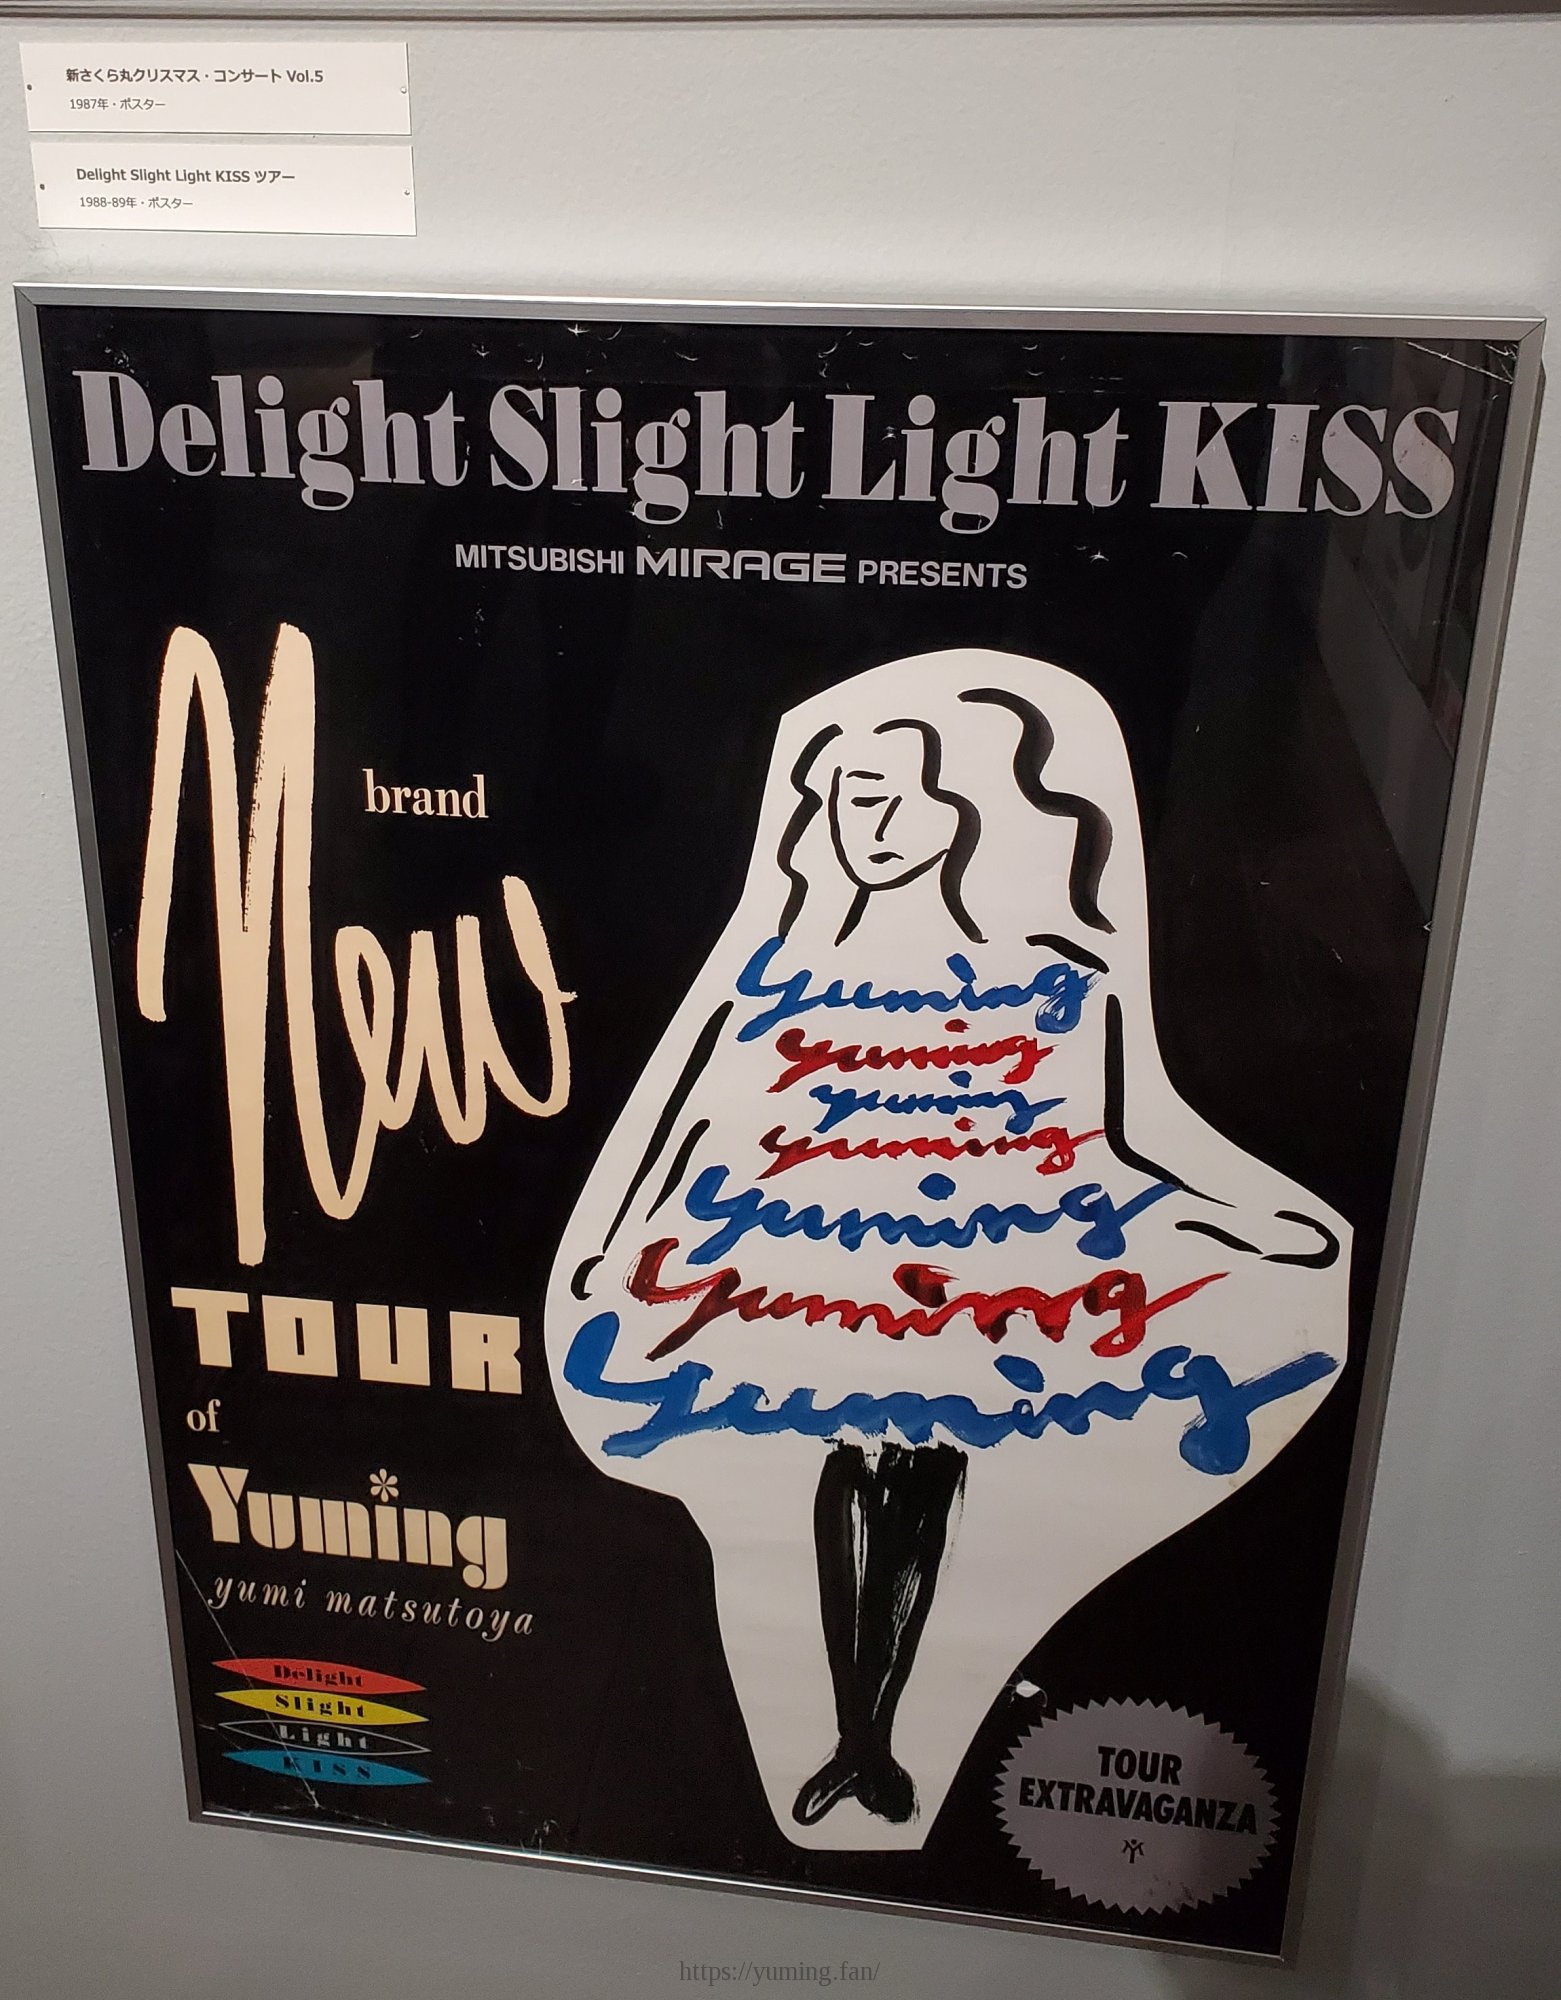 新さくら丸クリスマス・コンサート Vol.5
1987年・ポスター
Delight Slight Light KISS ツアー
1988-89年・ポスター
Delight Slight Light KISS
MITSUBISHI MIRAGE PRESENTS
brand
New
TOUR
of
Yuming
yumi matsutoya
Delight
Slight
Light
KISS
yuming
yuming
yuming
yuming
yuming
yuming
yuming
TOUR
EXTRAVAGANZA
https://yuming.fan/